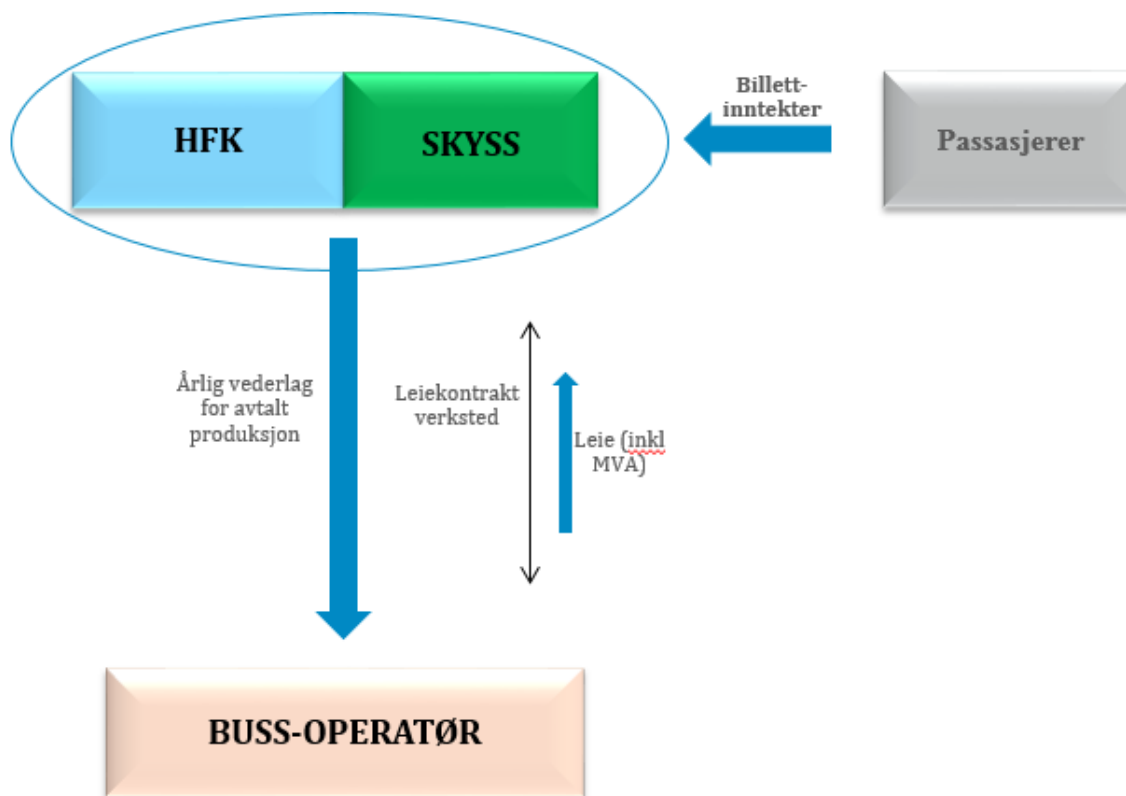 HFK
SKYSS
Billett-
inntekter
Passasjerer
Årlig vederlag
for avtalt
produksjon
Leiekontrakt
verksted
Leie (inkl
MVA)
BUSS-OPERATØR